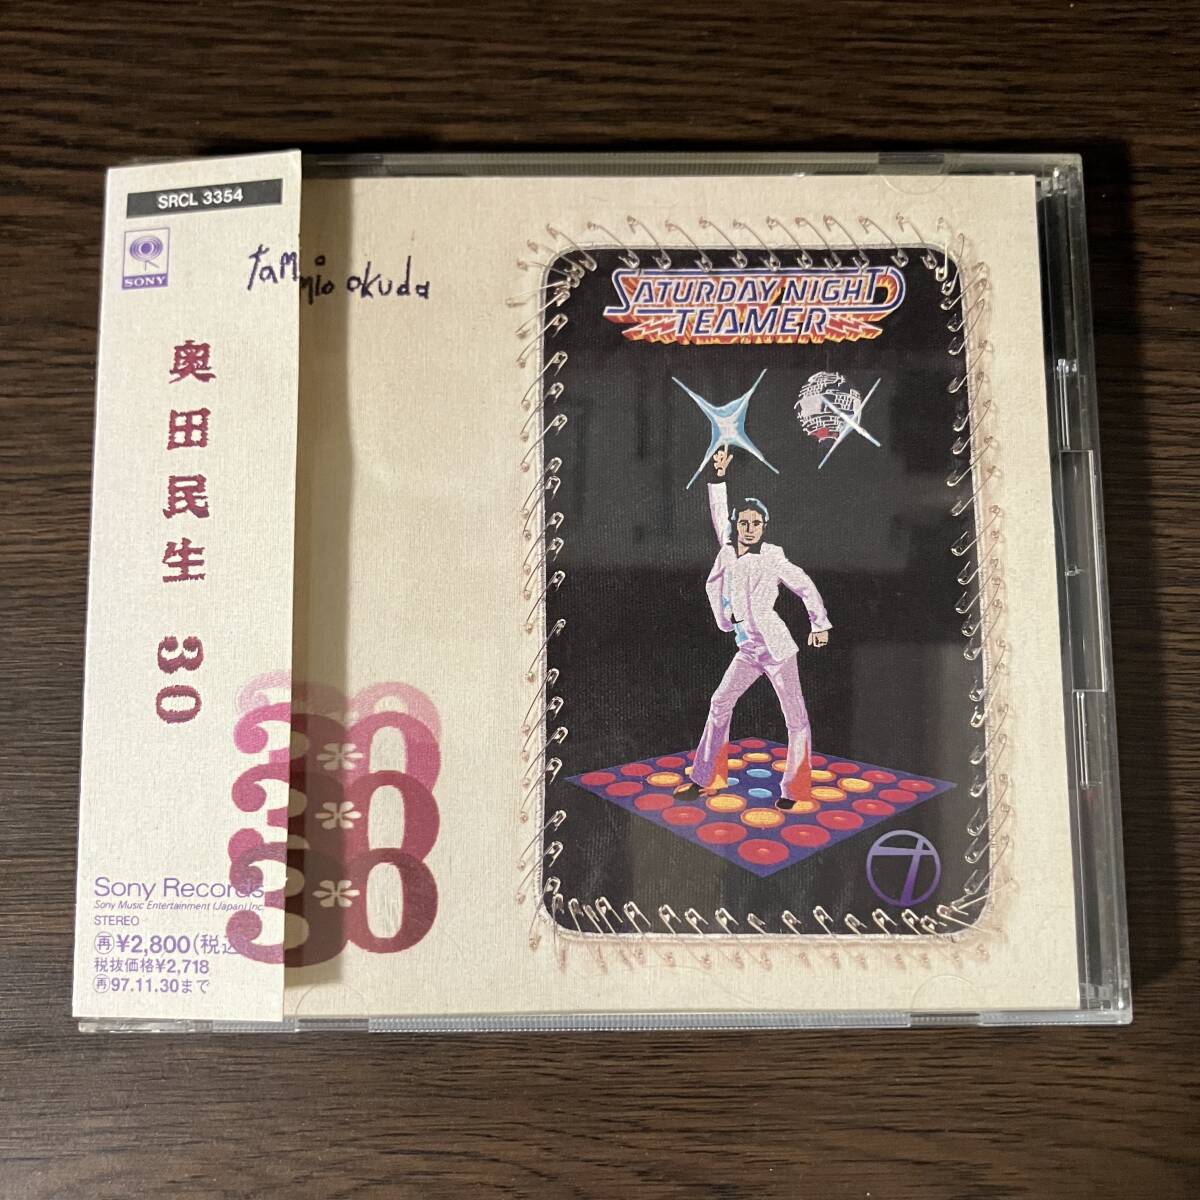 SRCL 3354
SONY
奥田民生 30
Sony Records
Sony Music Entertainment (Japan) Inc.
STEREO
再¥2,800(税込
税抜価格¥2,718
再97.11.30まで
tammio okuda
30
30
30
SATURDAY NIGHT
TEAMER